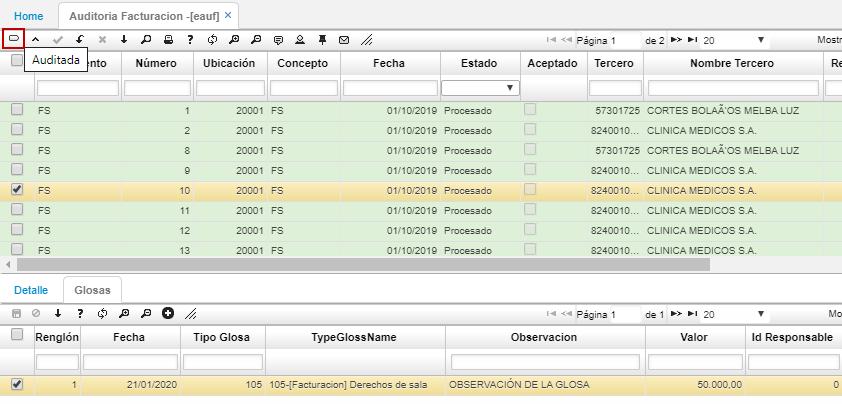 Home Auditoria Facturacion -[eauf] ×
Página 1 de 2 20 Mostr
Auditada
ento Número Ubicación Concepto Fecha Estado Aceptado Tercero Nombre Tercero Re
FS 1 20001 FS 01/10/2019 Procesado 57301725 CORTES BOLAÃ'OS MELBA LUZ
FS 2 20001 FS 01/10/2019 Procesado 8240010... CLINICA MEDICOS S.A.
FS 8 20001 FS 01/10/2019 Procesado 57301725 CORTES BOLAÃ'OS MELBA LUZ
FS 9 20001 FS 01/10/2019 Procesado 8240010... CLINICA MEDICOS S.A.
FS 10 20001 FS 01/10/2019 Procesado 8240010... CLINICA MEDICOS S.A.
FS 11 20001 FS 01/10/2019 Procesado 8240010... CLINICA MEDICOS S.A.
FS 12 20001 FS 01/10/2019 Procesado 8240010... CLINICA MEDICOS S.A.
FS 13 20001 FS 01/10/2019 Procesado 8240010... CLINICA MEDICOS S.A.
Detalle Glosas
Página 1 de 1 20 Mo
Renglón Fecha Tipo Glosa TypeGlossName Observacion Valor Id Responsable
1 21/01/2020 105 105-[Facturacion] Derechos de sala OBSERVACIÓN DE LA GLOSA 50.000,00 0